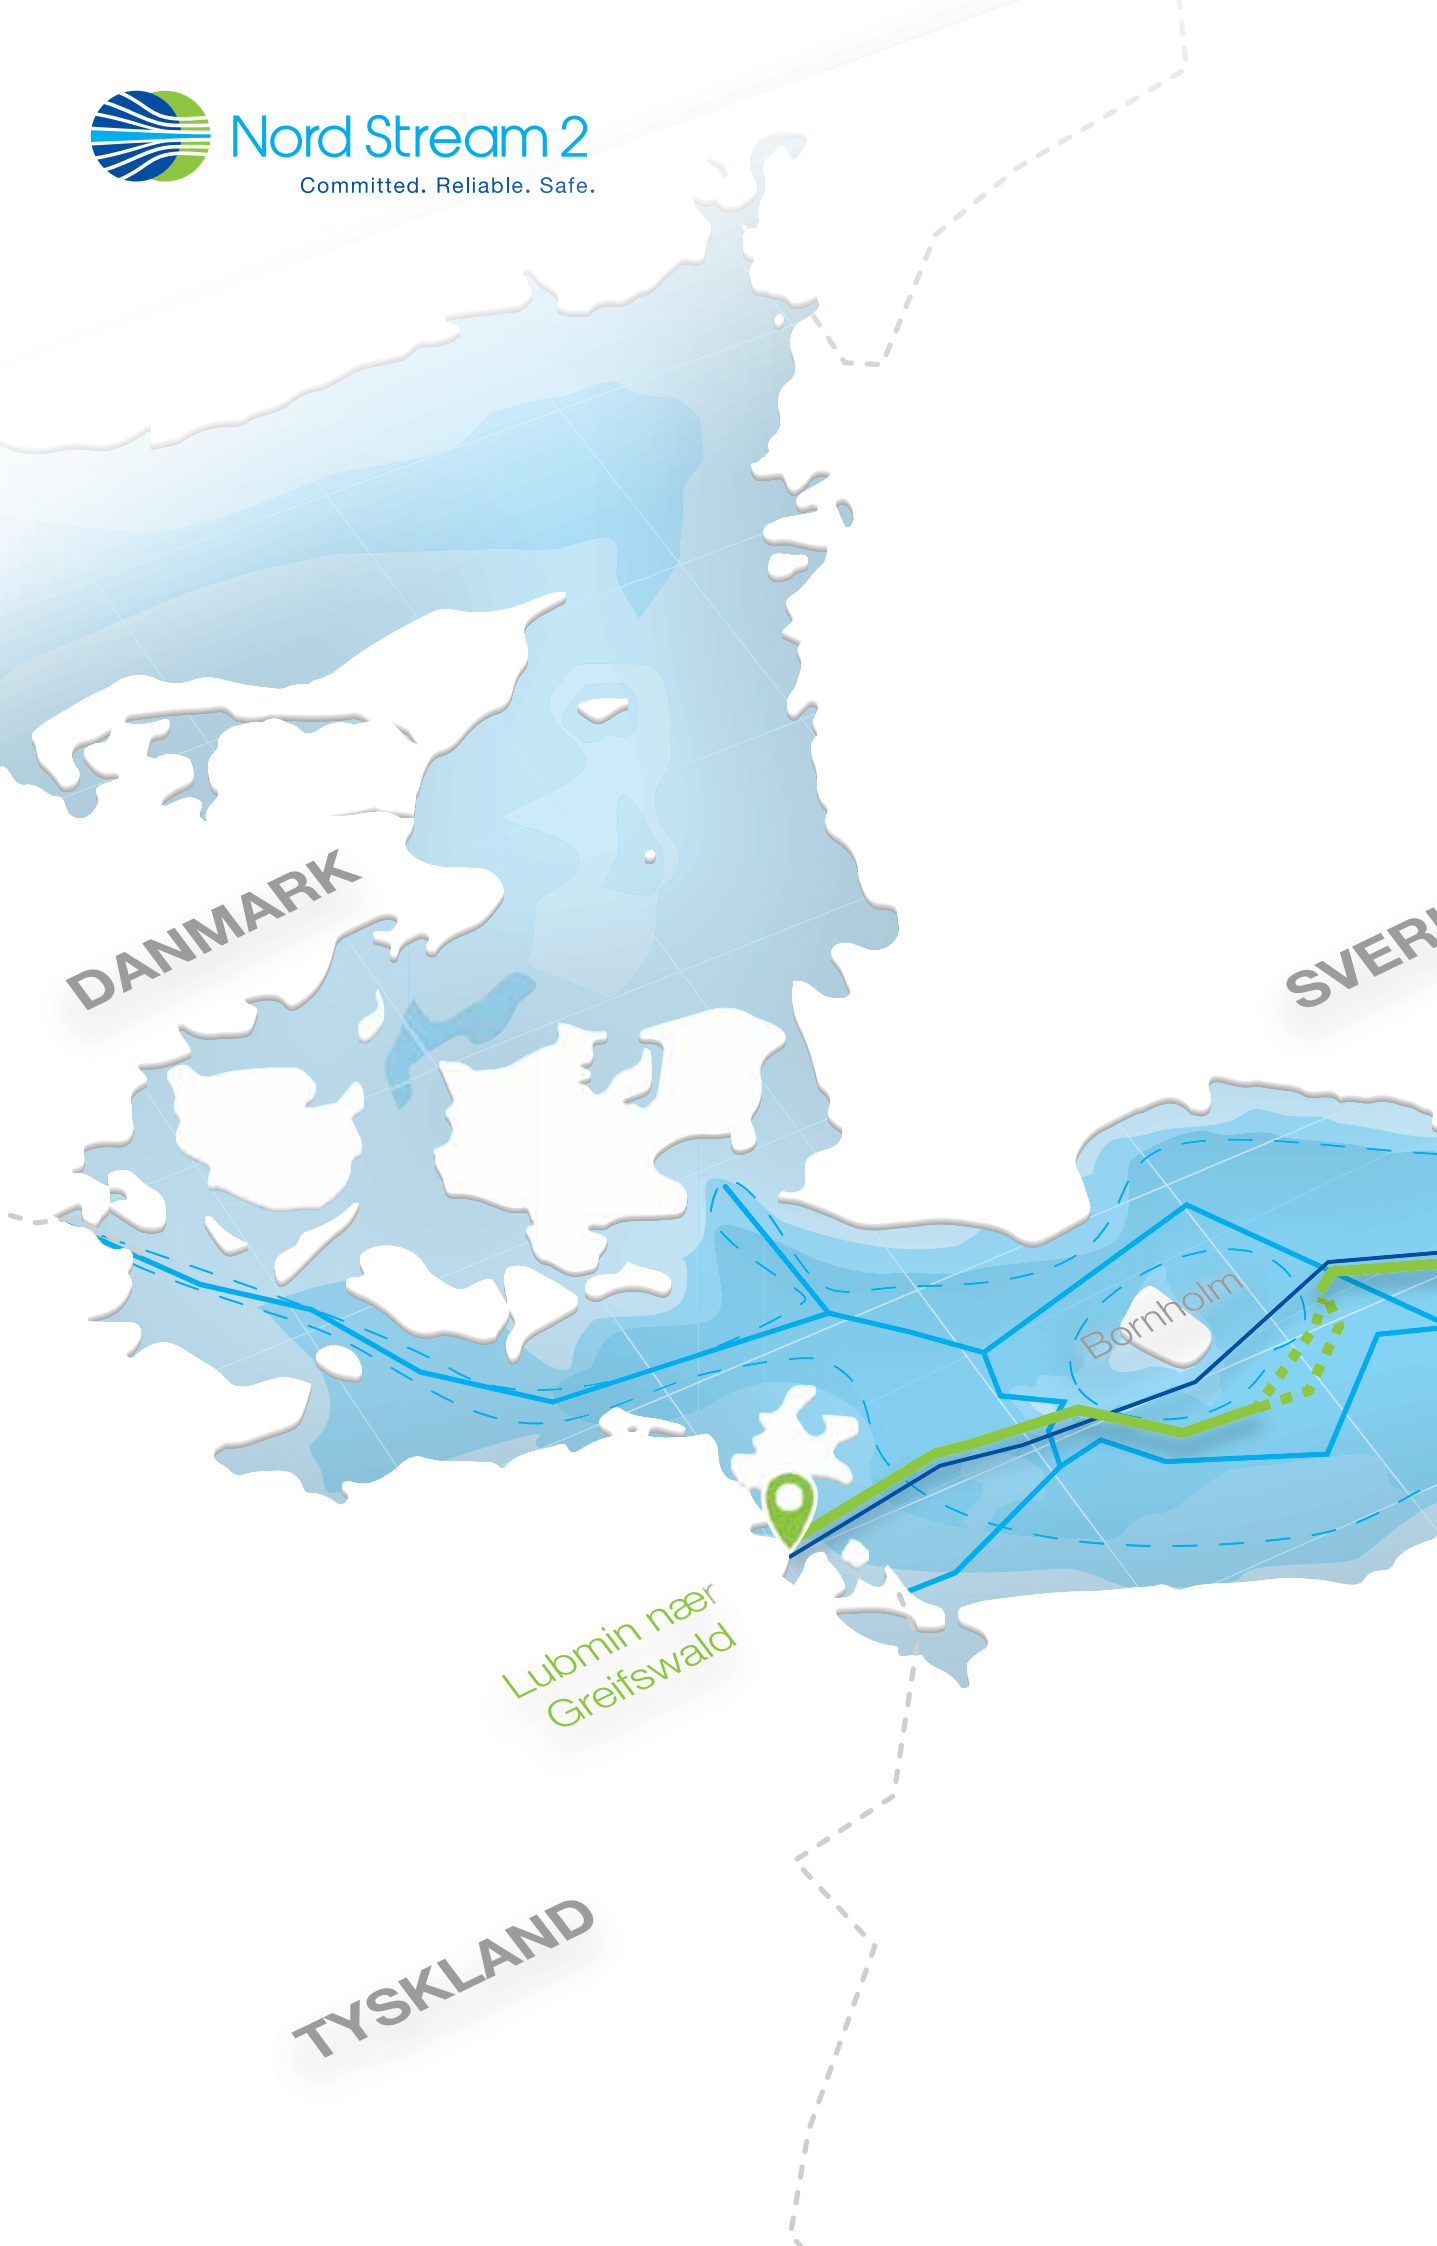 Nord Stream 2
Committed. Reliable. Safe.
DANMARK
Bornholm
Lubmin nær
Greifswald
TYSKLAND